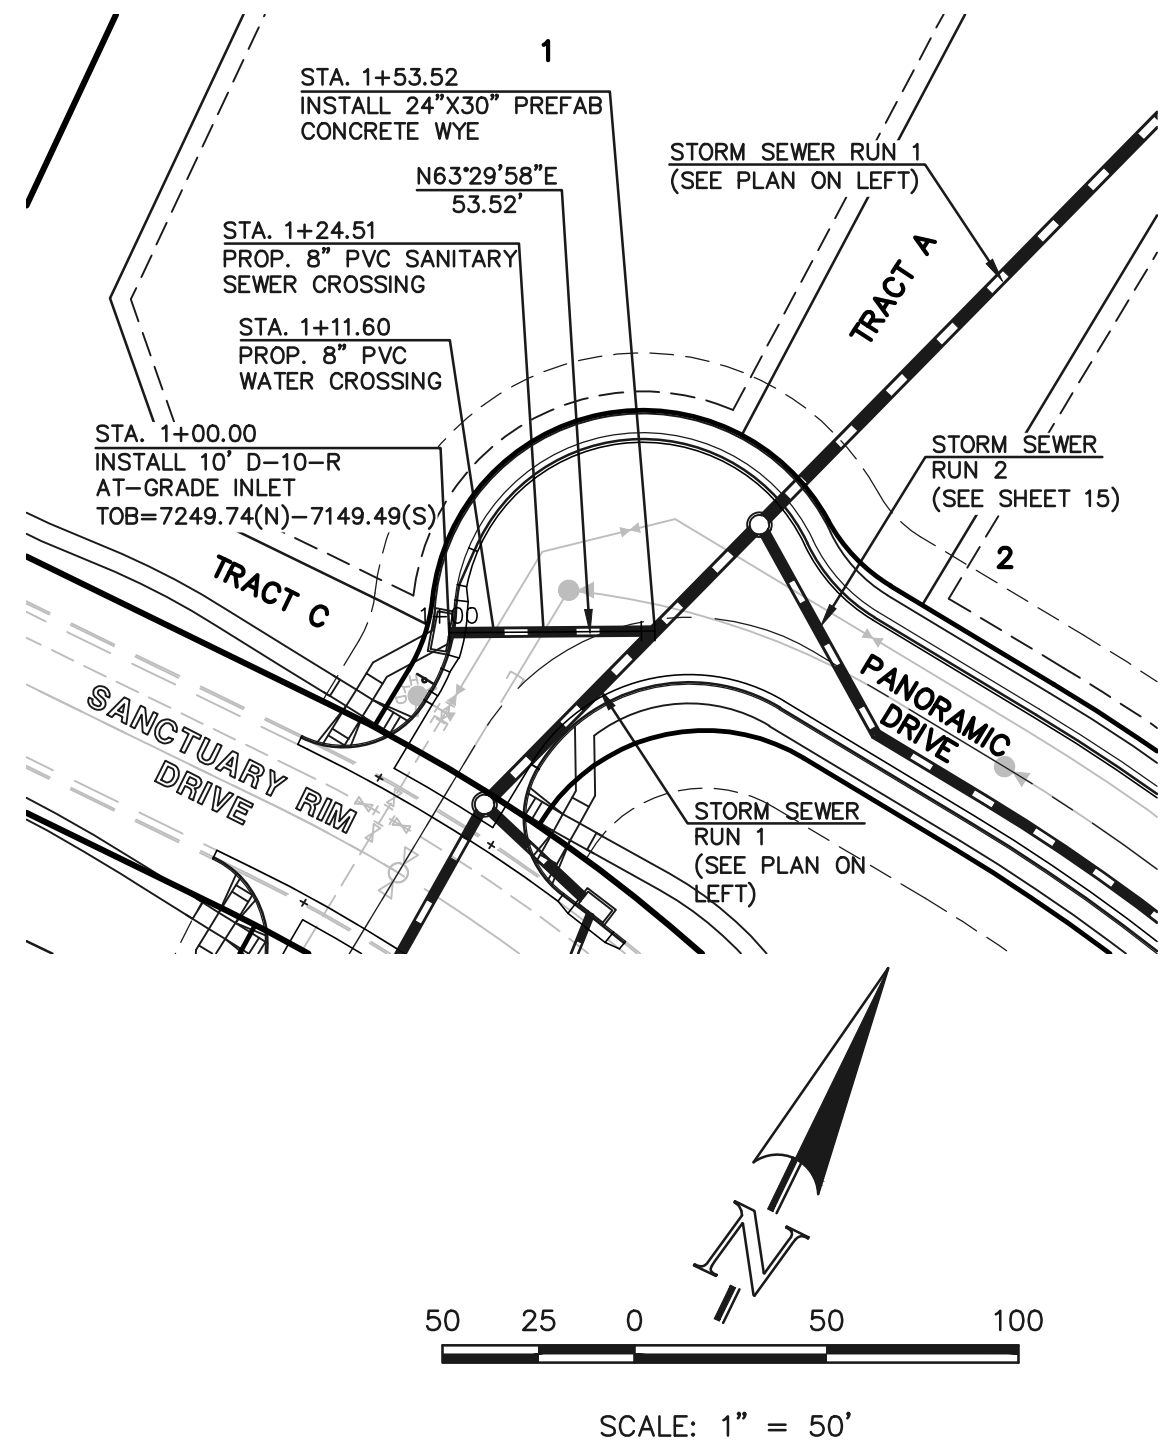 1
STA. 1+53.52
INSTALL 24"X30" PREFAB
CONCRETE WYE
N63°29'58"E
53.52'
STORM SEWER RUN 1
(SEE PLAN ON LEFT)
STA. 1+24.51
PROP. 8" PVC SANITARY
SEWER CROSSING
TRACT A
STA. 1+11.60
PROP. 8" PVC
WATER CROSSING
STA. 1+00.00
INSTALL 10' D-10-R
AT-GRADE INLET
TOB=7249.74(N)-7149.49(S)
STORM SEWER
RUN 2
(SEE SHEET 15)
2
TRACT C
1+00
PANORAMIC
DRIVE
SANCTUARY RIM
DRIVE
STORM SEWER
RUN 1
(SEE PLAN ON
LEFT)
N
50 25 0 50 100
SCALE: 1" = 50'